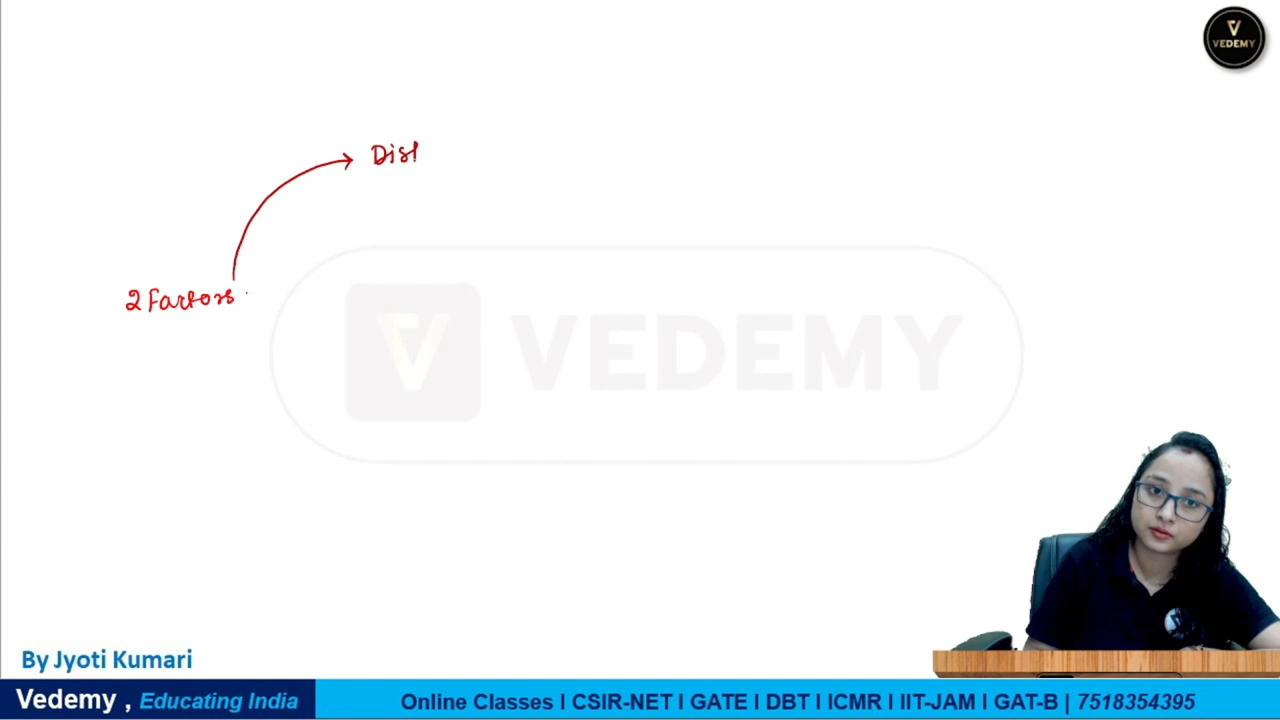 VEDEMY
Dist
2 Factors
VEDEMY
By Jyoti Kumari
Vedemy , Educating India
Online Classes I CSIR-NET I GATE I DBT I ICMR I IIT-JAM I GAT-B | 7518354395